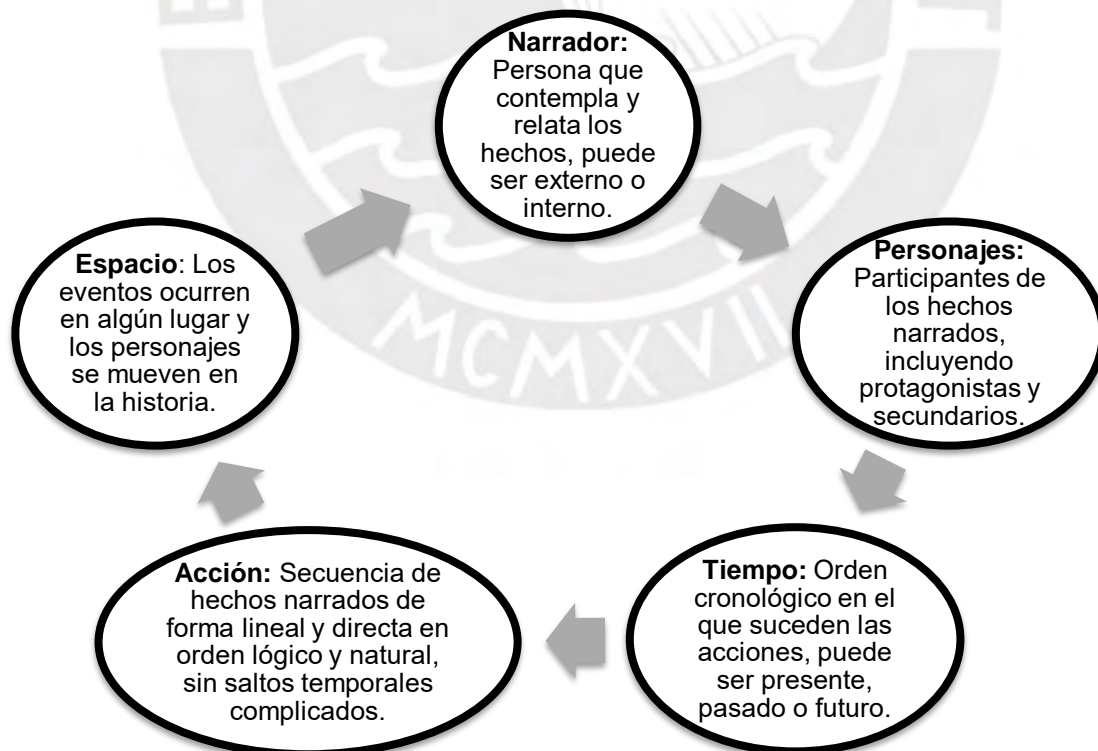 Narrador:
Persona que
contempla y
relata los
hechos, puede
ser externo o
interno.
Personajes:
Participantes de
los hechos
narrados,
incluyendo
protagonistas y
secundarios.
Tiempo: Orden
cronológico en el
que suceden las
acciones, puede
ser presente,
pasado o futuro.
Acción: Secuencia de
hechos narrados de
forma lineal y directa en
orden lógico y natural,
sin saltos temporales
complicados.
Espacio: Los
eventos ocurren
en algún lugar y
los personajes
se mueven en
la historia.
MCMXVII